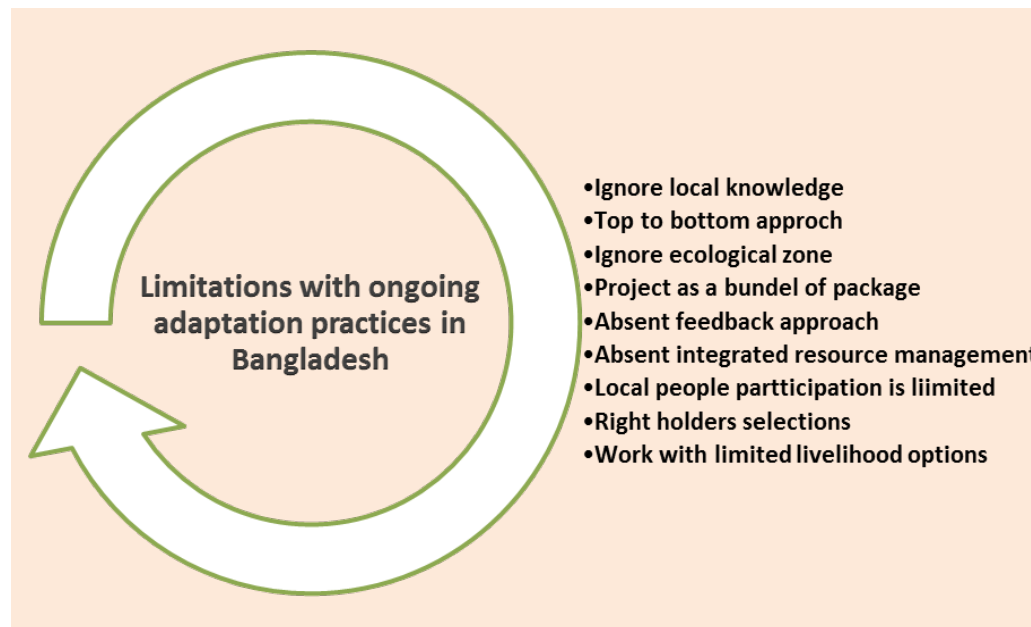 Limitations with ongoing
adaptation practices in
Bangladesh
•Ignore local knowledge
•Top to bottom approch
•Ignore ecological zone
•Project as a bundel of package
•Absent feedback approach
•Absent integrated resource management
•Local people partticipation is liimited
•Right holders selections
•Work with limited livelihood options